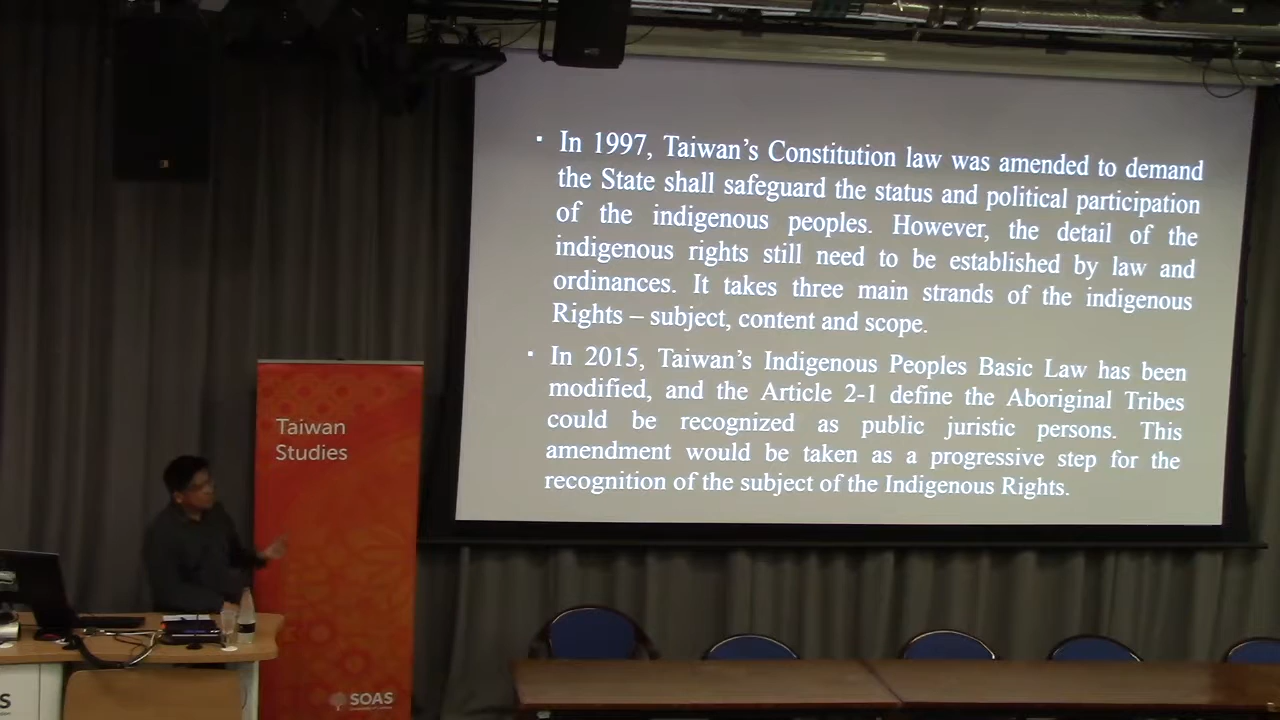 · In 1997, Taiwan's Constitution law was amended to demand
the State shall safeguard the status and political participation
of the indigenous peoples. However, the detail of the
indigenous rights still need to be established by law and
ordinances. It takes three main strands of the indigenous
Rights – subject, content and scope.
· In 2015, Taiwan's Indigenous Peoples Basic Law has been
modified, and the Article 2-1 define the Aboriginal Tribes
could be recognized as public juristic persons. This
amendment would be taken as a progressive step for the
recognition of the subject of the Indigenous Rights.
Taiwan
Studies
SOAS
S